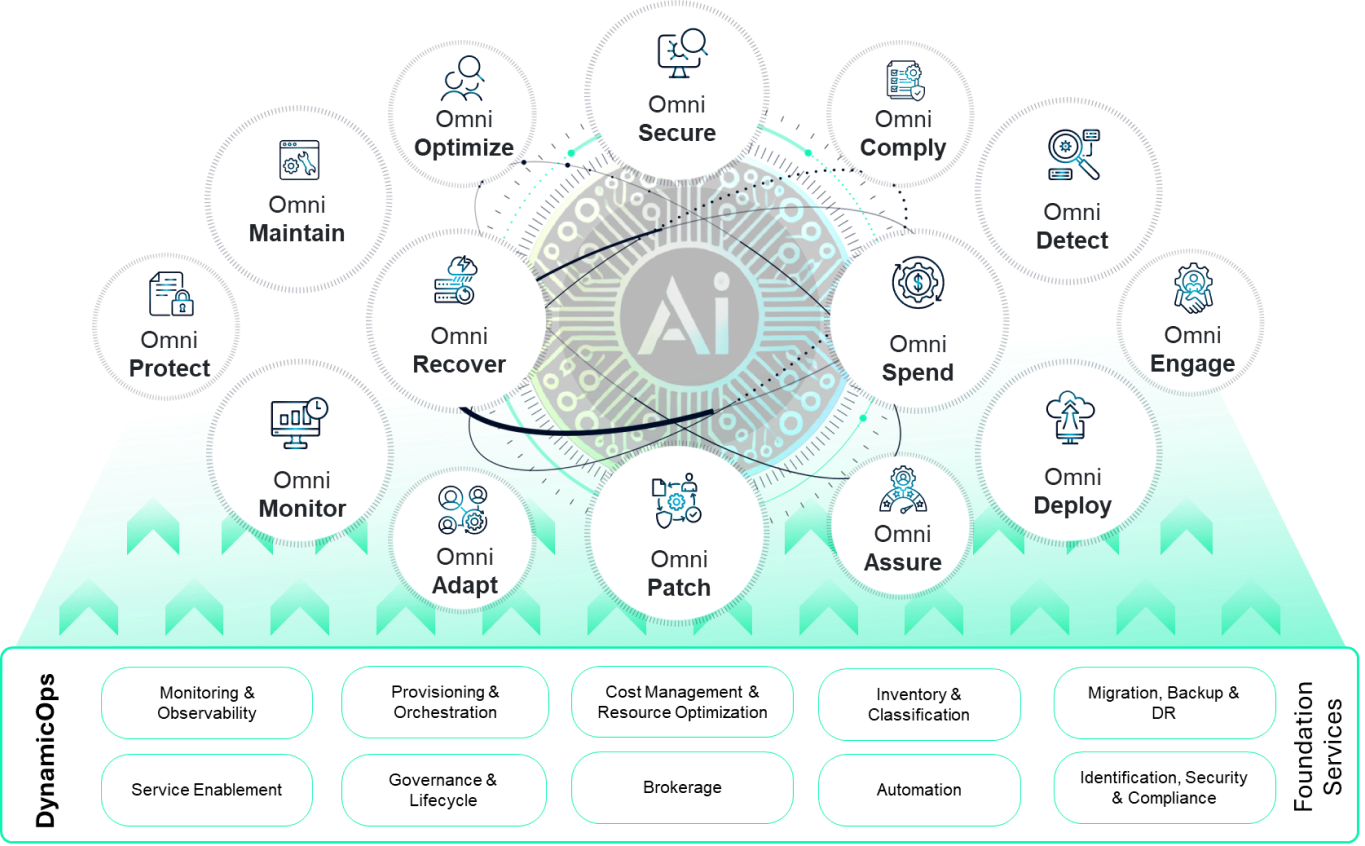 Omni
Secure
Omni
Optimize
Omni
Comply
Omni
Maintain
Omni
Detect
Omni
Protect
Omni
Recover
Ai
Omni
Spend
Omni
Engage
Omni
Monitor
Omni
Deploy
Omni
Adapt
Omni
Patch
Omni
Assure
DynamicOps
Monitoring &
Observability
Provisioning &
Orchestration
Cost Management &
Resource Optimization
Inventory &
Classification
Migration, Backup &
DR
Service Enablement
Governance &
Lifecycle
Brokerage
Automation
Identification, Security
& Compliance
Foundation
Services